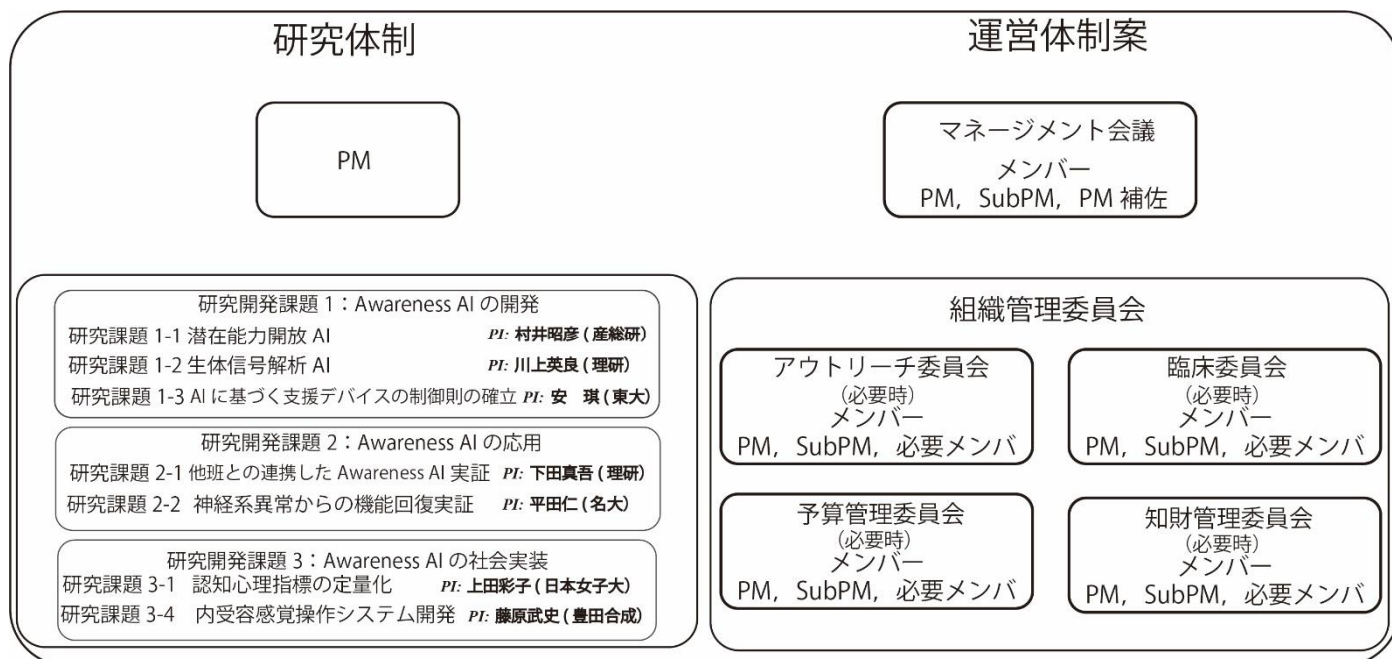 研究体制
PM
研究開発課題 1：Awareness AI の開発
研究課題 1-1 潜在能力開放 AI PI: 村井昭彦 ( 産総研 )
研究課題 1-2 生体信号解析 AI PI: 川上英良 ( 理研 )
研究課題 1-3 AI に基づく支援デバイスの制御則の確立 PI: 安　琪 ( 東大 )
研究開発課題 2：Awareness AI の応用
研究課題 2-1 他班との連携した Awareness AI 実証 PI: 下田真吾 ( 理研 )
研究課題 2-2 神経系異常からの機能回復実証 PI: 平田仁 ( 名大 )
研究開発課題 3：Awareness AI の社会実装
研究課題 3-1 認知心理指標の定量化 PI: 上田彩子 ( 日本女子大 )
研究課題 3-4 内受容感覚操作システム開発 PI: 藤原武史 ( 豊田合成 )
運営体制案
マネージメント会議
メンバー
PM，SubPM，PM 補佐
組織管理委員会
アウトリーチ委員会
(必要時)
メンバー
PM，SubPM，必要メンバ
臨床委員会
(必要時)
メンバー
PM，SubPM，必要メンバ
予算管理委員会
(必要時)
メンバー
PM，SubPM，必要メンバ
知財管理委員会
(必要時)
メンバー
PM，SubPM，必要メンバ